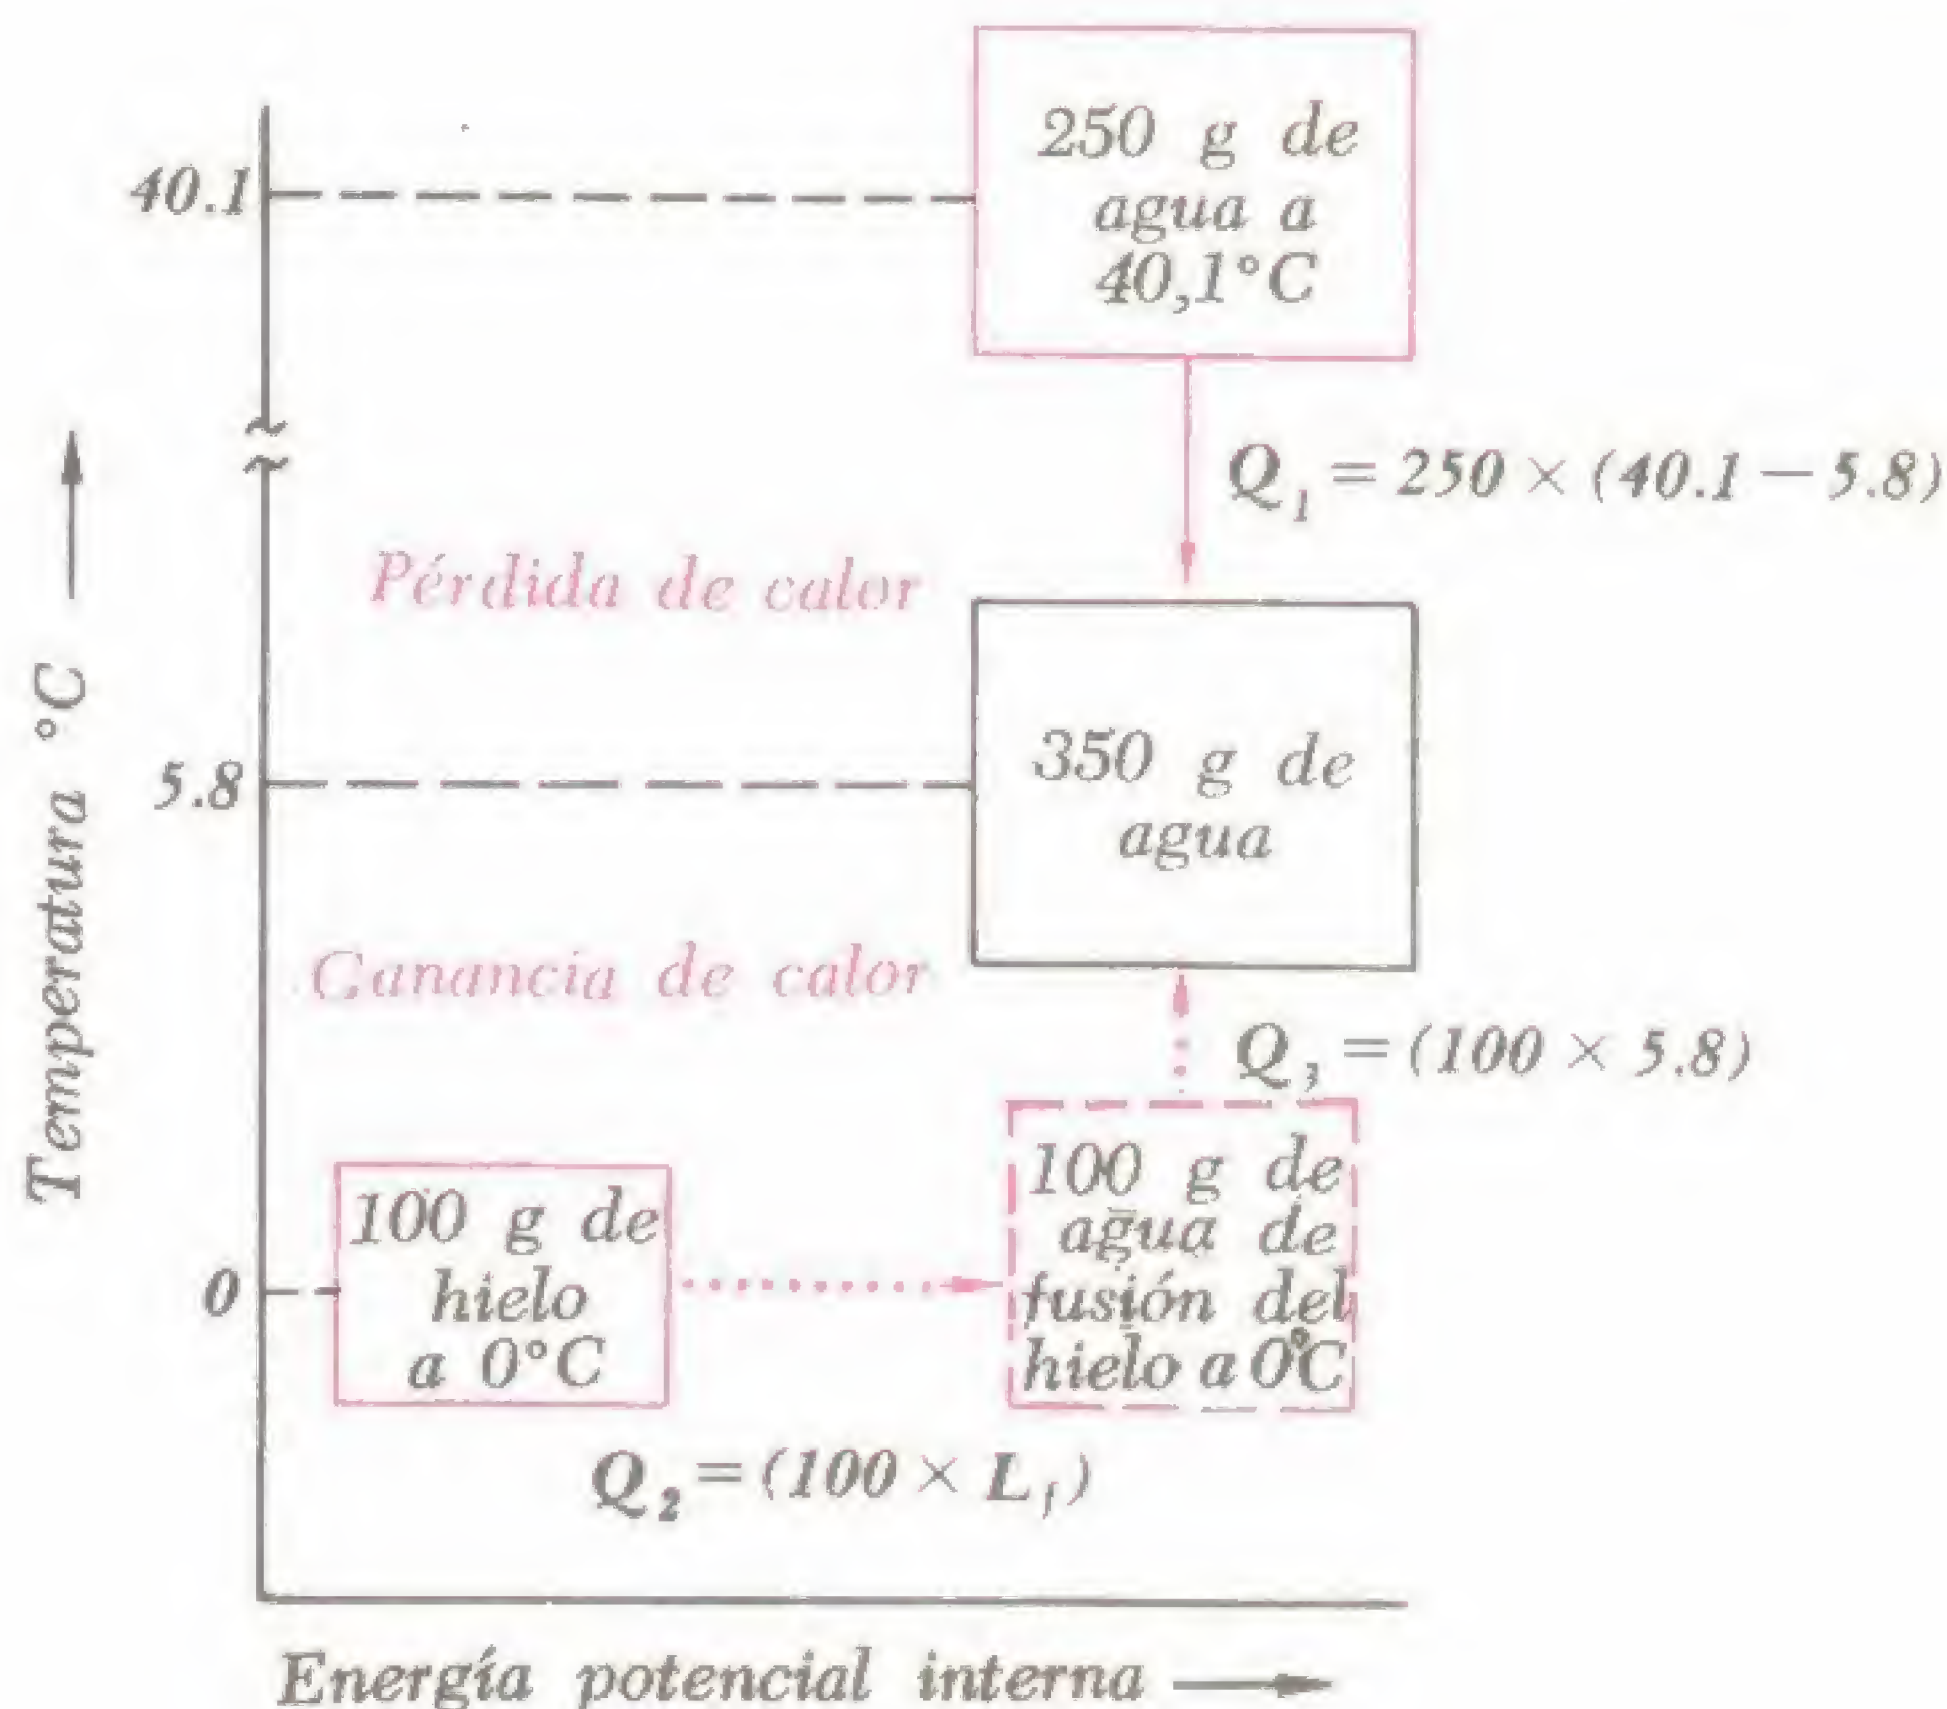 250 g de
agua a
40,1°C
40.1
Q₁ = 250 × (40.1 − 5.8)
Pérdida de calor
Temperatura °C
350 g de
agua
5.8
Ganancia de calor
Q₃ = (100 × 5.8)
100 g de
hielo
a 0°C
0
100 g de
agua de
fusión del
hielo a 0°C
Q₂ = (100 × L_f)
Energía potencial interna